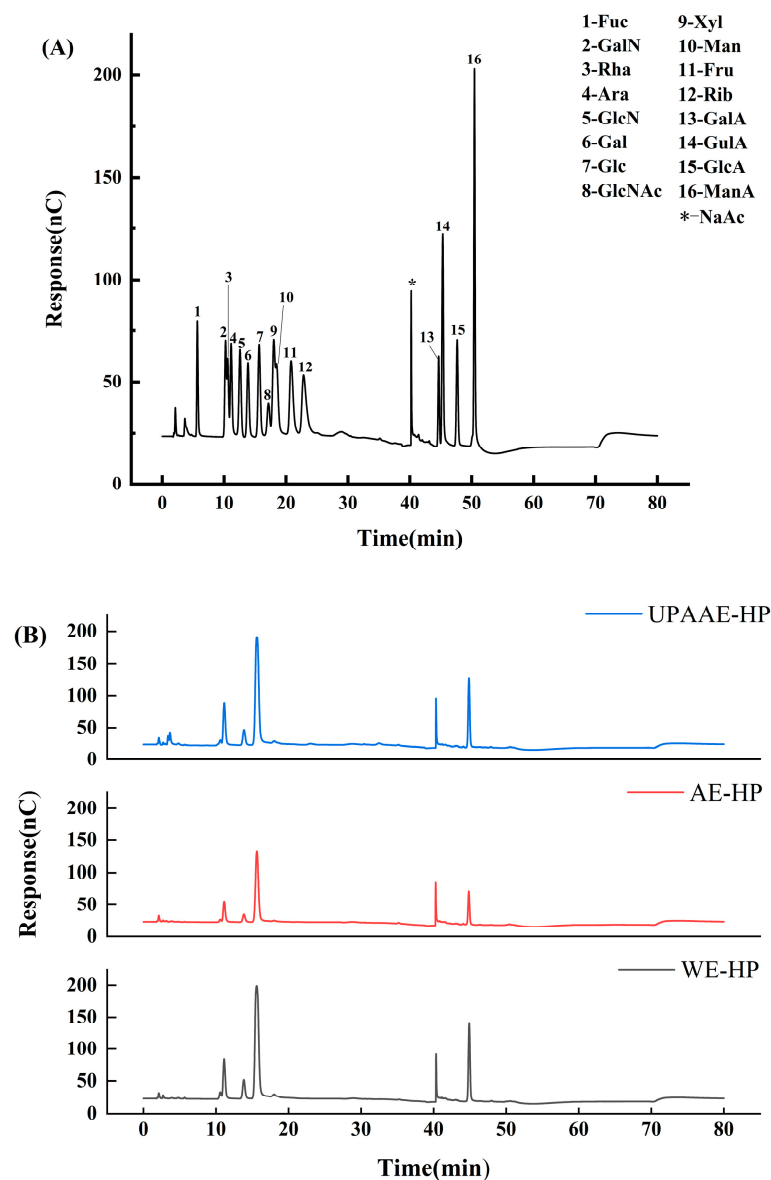 (A)
1-Fuc 9-Xyl
2-GalN 10-Man
3-Rha 11-Fru
4-Ara 12-Rib
5-GlcN 13-GalA
6-Gal 14-GulA
7-Glc 15-GlcA
8-GlcNAc 16-ManA
*-NaAc
Response(nC)
200
150
100
50
0
1
2
3
4
5
6
7
8
9
10
11
12
*
13
14
15
16
0 10 20 30 40 50 60 70 80
Time(min)
(B)
UPAAE-HP
200
150
100
50
0
AE-HP
Response(nC)
200
150
100
50
0
WE-HP
200
150
100
50
0
0 10 20 30 40 50 60 70 80
Time(min)